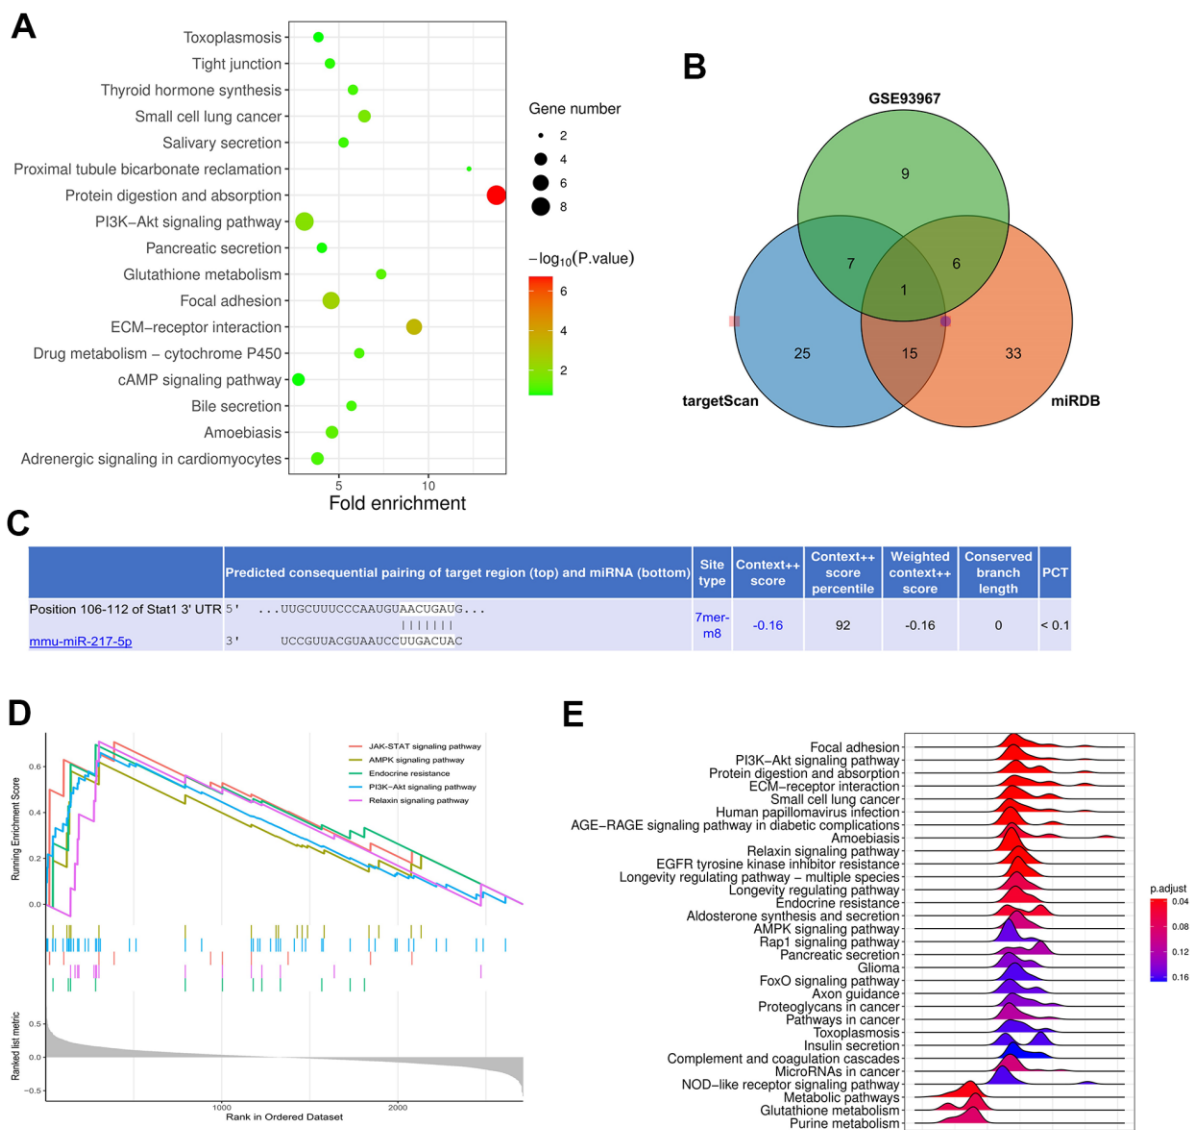 A
Toxoplasmosis
Tight junction
Thyroid hormone synthesis
Small cell lung cancer
Salivary secretion
Proximal tubule bicarbonate reclamation
Protein digestion and absorption
PI3K−Akt signaling pathway
Pancreatic secretion
Glutathione metabolism
Focal adhesion
ECM−receptor interaction
Drug metabolism − cytochrome P450
cAMP signaling pathway
Bile secretion
Amoebiasis
Adrenergic signaling in cardiomyocytes
5 10
Fold enrichment
Gene number
2
4
6
8
−log10(P.value)
6
4
2
B
GSE93967
9
7 6
1
25 15 33
targetScan miRDB
C
Predicted consequential pairing of target region (top) and miRNA (bottom) Site type Context++ score Context++ score percentile Weighted context++ score Conserved branch length PCT
Position 106-112 of Stat1 3' UTR 5' ...UUGCUUUCCCAAUGUAACUGAUG...
mmu-miR-217-5p 3' UCCGUUACGUAAUCCUUGACUAC
7mer-m8 -0.16 92 -0.16 0 < 0.1
D
JAK-STAT signaling pathway
AMPK signaling pathway
Endocrine resistance
PI3K-Akt signaling pathway
Relaxin signaling pathway
Running Enrichment Score
0.6
0.4
0.2
0.0
Ranked list metric
0.5
0.0
−0.5
1000 2000
Rank in Ordered Dataset
E
Focal adhesion
PI3K−Akt signaling pathway
Protein digestion and absorption
ECM−receptor interaction
Small cell lung cancer
Human papillomavirus infection
AGE−RAGE signaling pathway in diabetic complications
Amoebiasis
Relaxin signaling pathway
EGFR tyrosine kinase inhibitor resistance
Longevity regulating pathway − multiple species
Longevity regulating pathway
Endocrine resistance
Aldosterone synthesis and secretion
AMPK signaling pathway
Rap1 signaling pathway
Pancreatic secretion
Glioma
FoxO signaling pathway
Axon guidance
Proteoglycans in cancer
Pathways in cancer
Toxoplasmosis
Insulin secretion
Complement and coagulation cascades
MicroRNAs in cancer
NOD−like receptor signaling pathway
Metabolic pathways
Glutathione metabolism
Purine metabolism
p.adjust
0.04
0.08
0.12
0.16